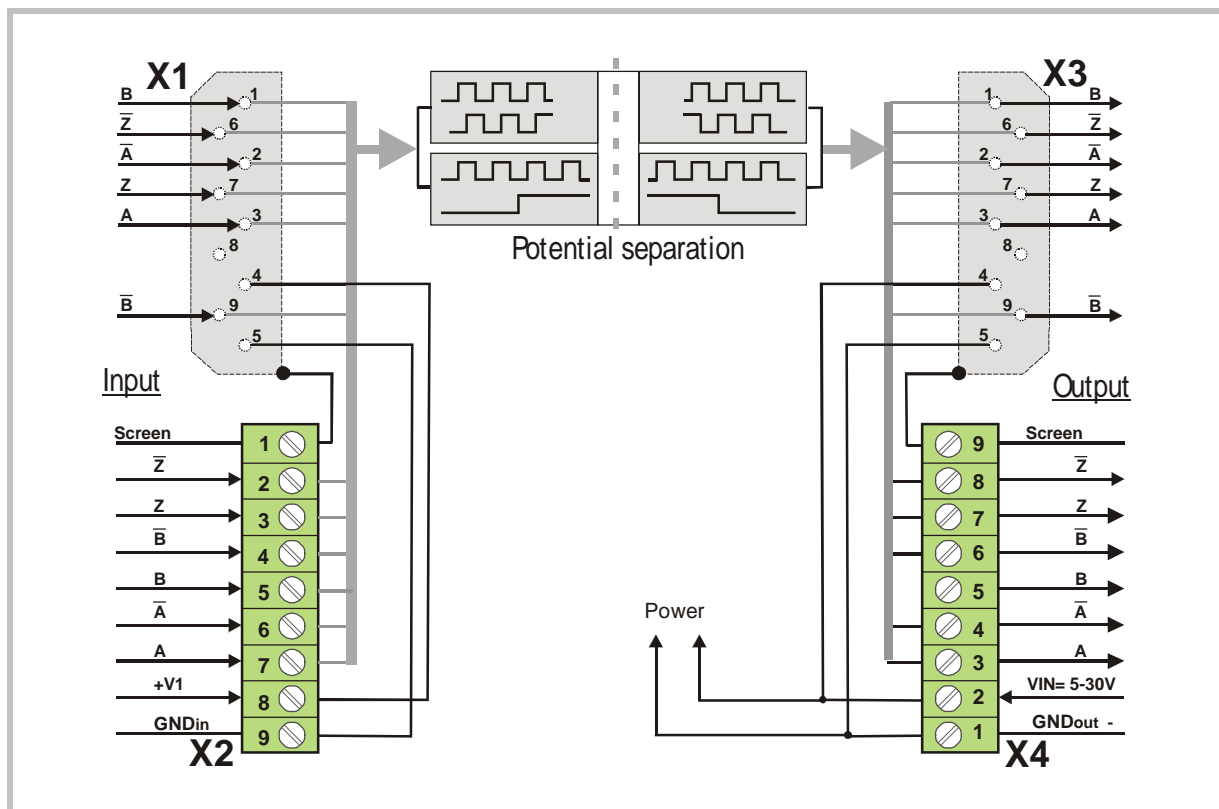 X1
B
1
Z̅
6
A̅
2
Z
7
A
3
8
4
B̅
9
5
Potential separation
X3
1
B
6
Z̅
2
A̅
7
Z
3
A
8
4
9
B̅
5
Input
Screen
1
Z̅
2
Z
3
B̅
4
B
5
A̅
6
A
7
+V1
8
GNDin
9
X2
Power
Output
9
Screen
8
Z̅
7
Z
6
B̅
5
B
4
A̅
3
A
2
VIN= 5-30V
1
GNDout -
X4